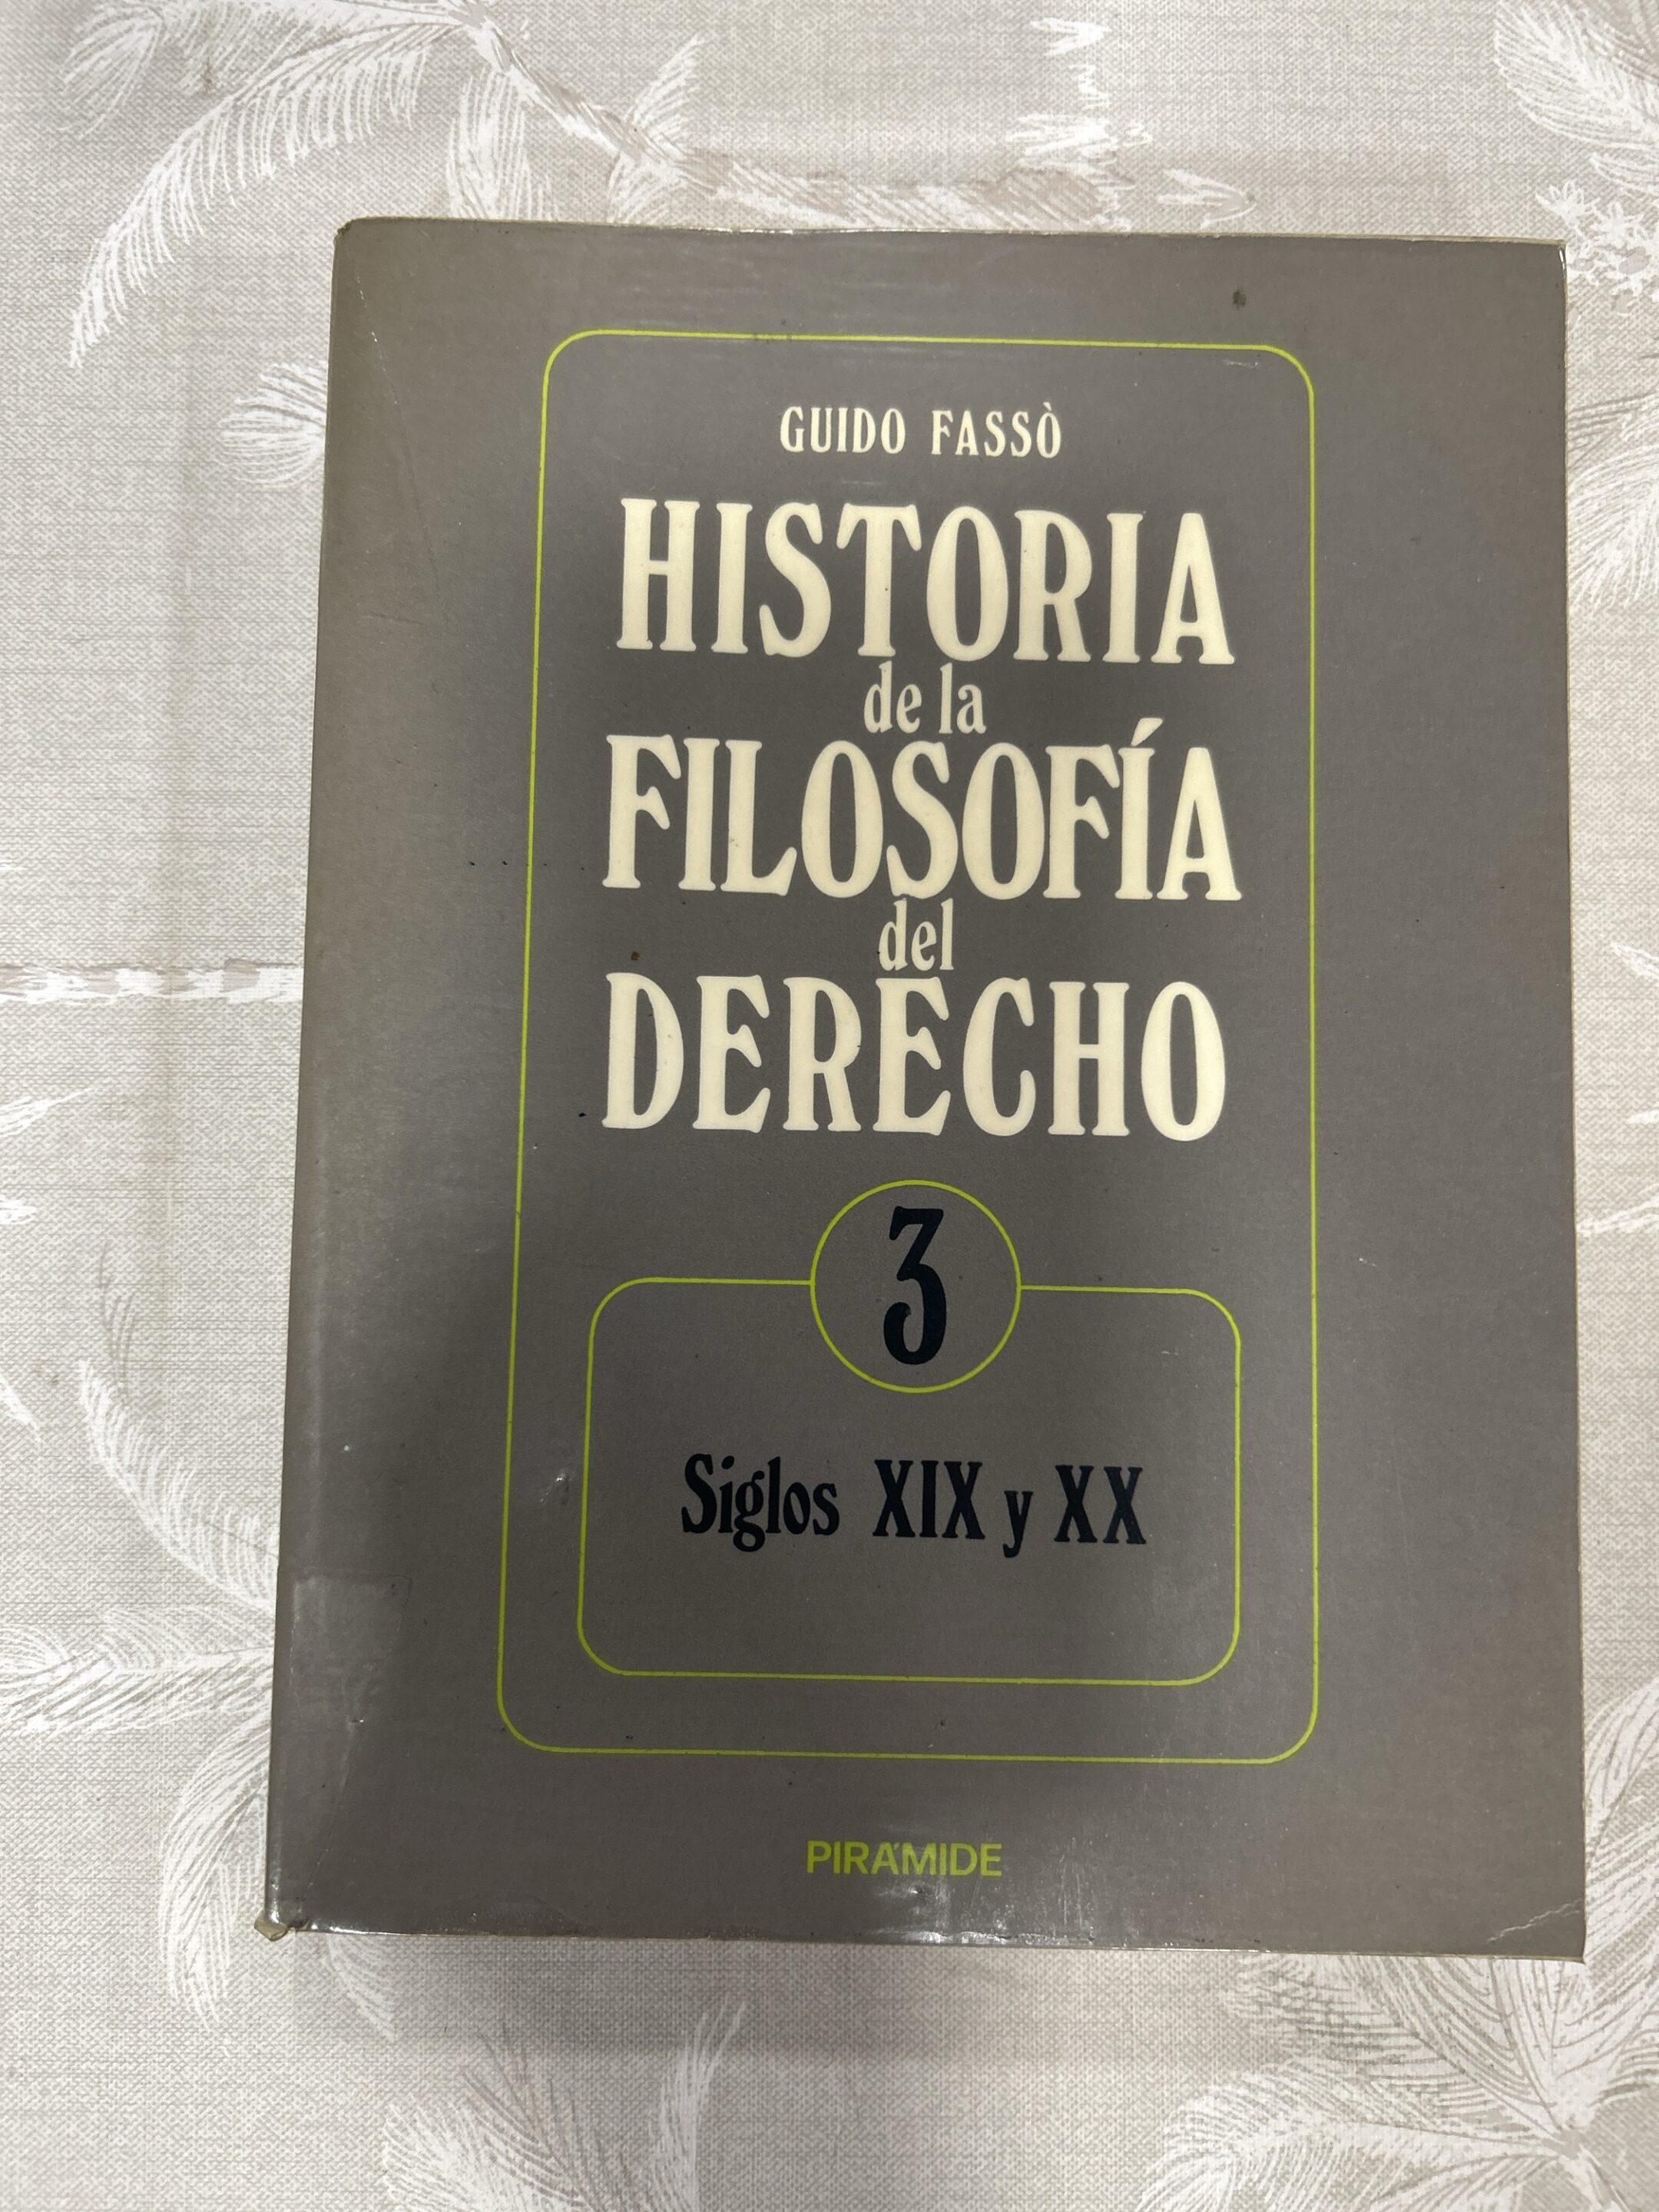 GUIDO FASSÒ
HISTORIA
de la
FILOSOFÍA
del
DERECHO
3
Siglos XIX y XX
PIRÁMIDE